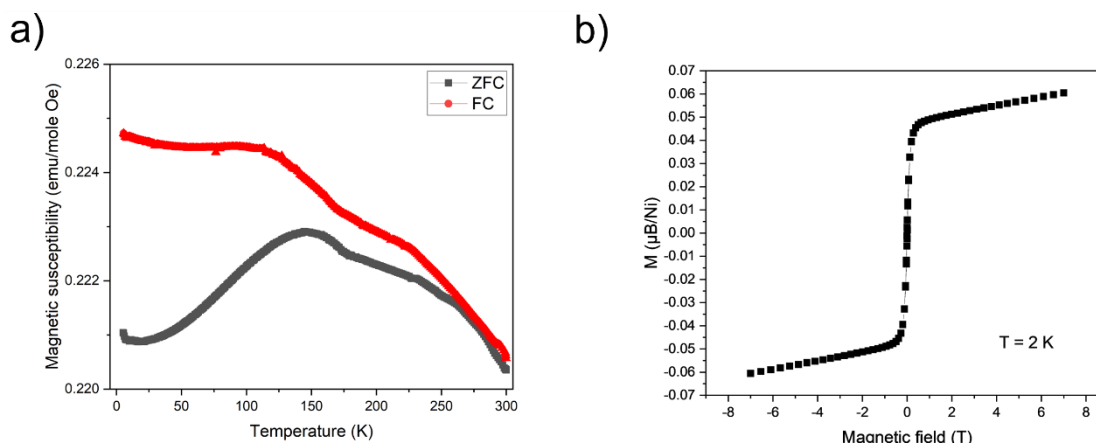 a)
0.226
0.224
0.222
0.220
Magnetic susceptibility (emu/mole Oe)
ZFC
FC
0 50 100 150 200 250 300
Temperature (K)
b)
0.07
0.06
0.05
0.04
0.03
0.02
0.01
0.00
-0.01
-0.02
-0.03
-0.04
-0.05
-0.06
M (µB/Ni)
T = 2 K
-8 -6 -4 -2 0 2 4 6 8
Magnetic field (T)